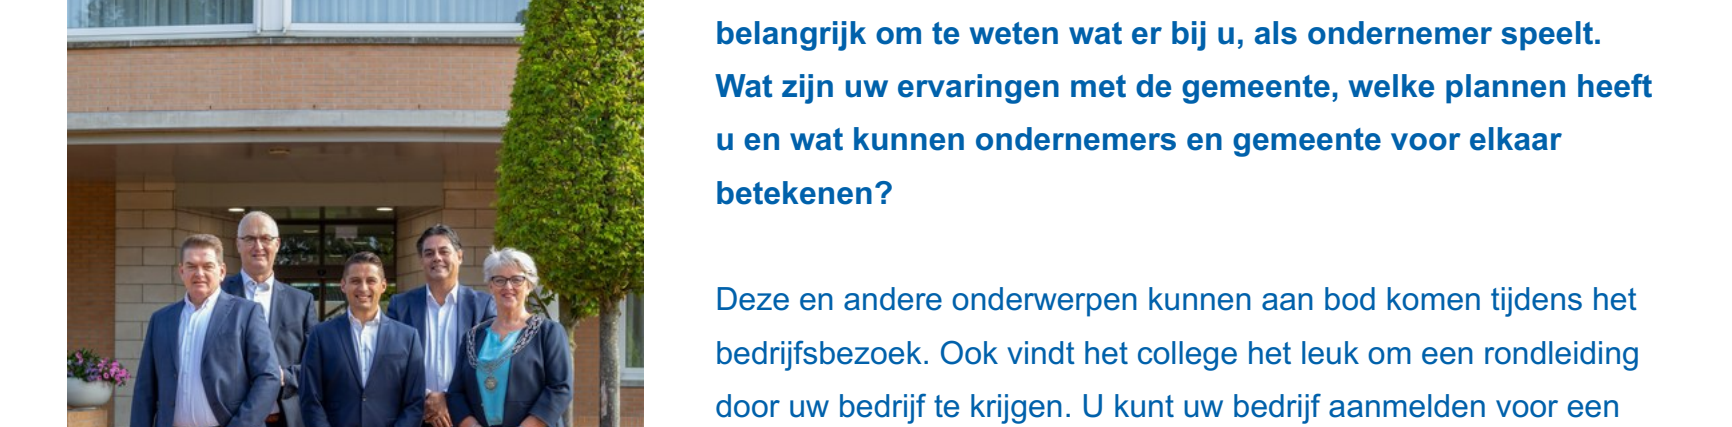 belangrijk om te weten wat er bij u, als ondernemer speelt.
Wat zijn uw ervaringen met de gemeente, welke plannen heeft
u en wat kunnen ondernemers en gemeente voor elkaar
betekenen?
Deze en andere onderwerpen kunnen aan bod komen tijdens het
bedrijfsbezoek. Ook vindt het college het leuk om een rondleiding
door uw bedrijf te krijgen. U kunt uw bedrijf aanmelden voor een